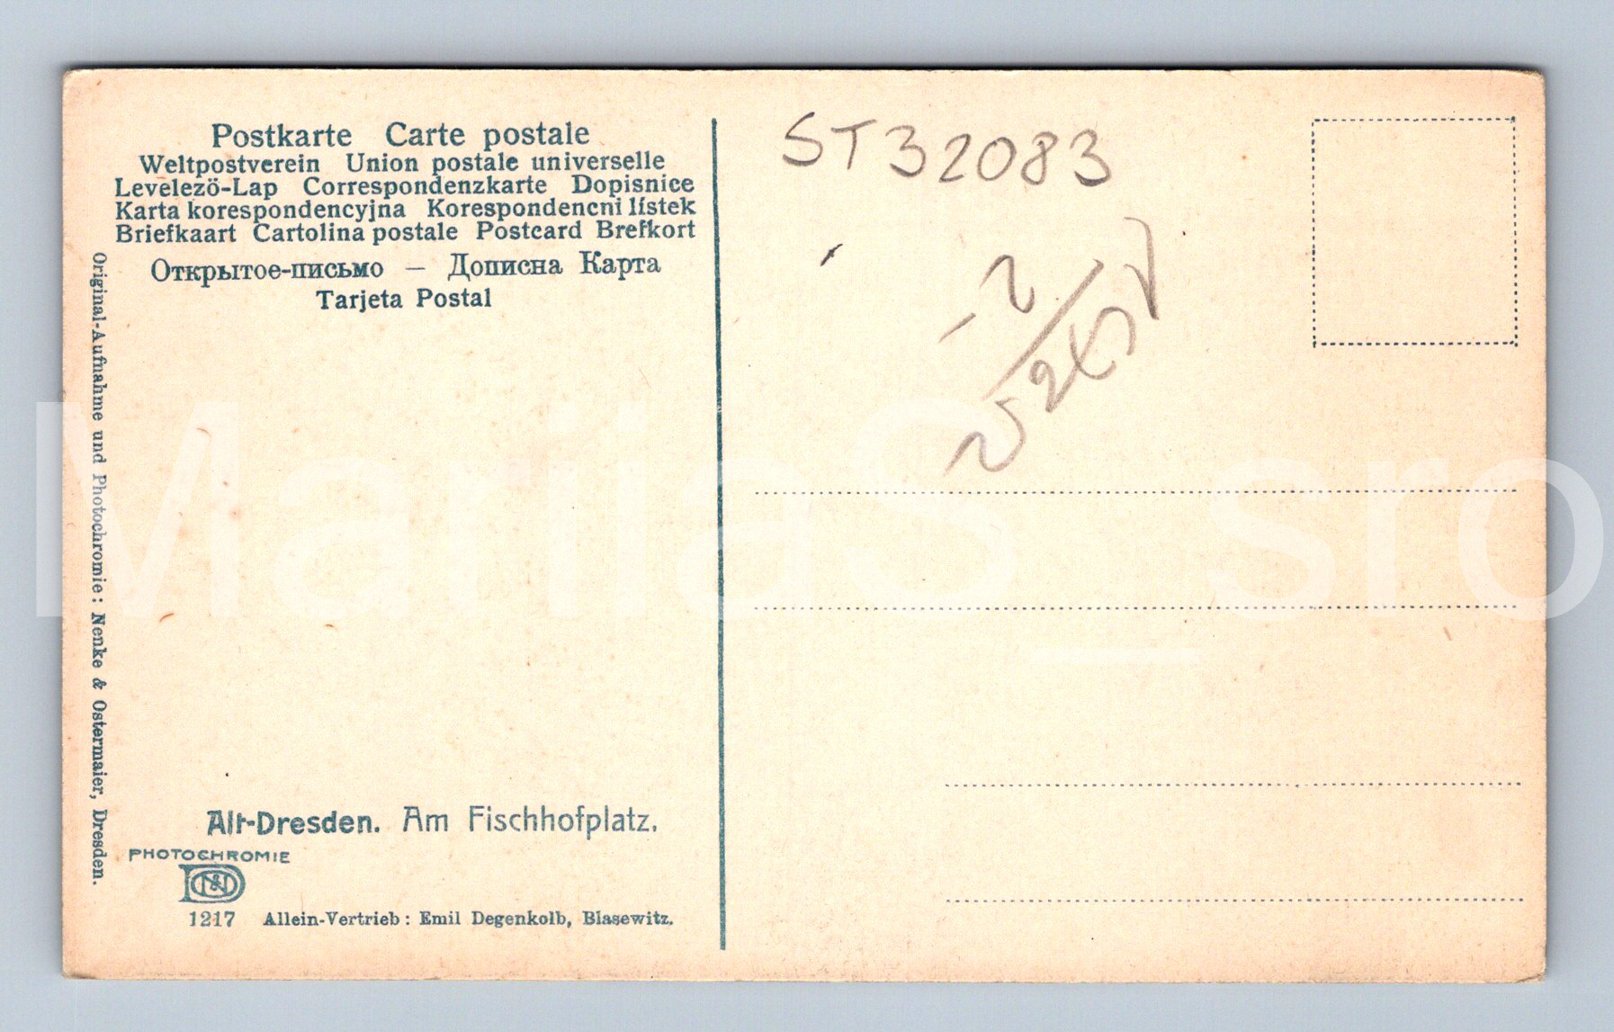 Postkarte Carte postale
Weltpostverein Union postale universelle
Levelező-Lap Correspondenzkarte Dopisnice
Karta korespondencyjna Korespondencni lístek
Briefkaart Cartolina postale Postcard Brefkort
Открытое-письмо — Дописна Карта
Tarjeta Postal
Original-Aufnahme und Photochromie: Nenke & Ostermaier, Dresden.
Alt-Dresden. Am Fischhofplatz.
PHOTOCHROMIE
1217 Allein-Vertrieb: Emil Degenkolb, Blasewitz.
ST32083
MarijaS_sro